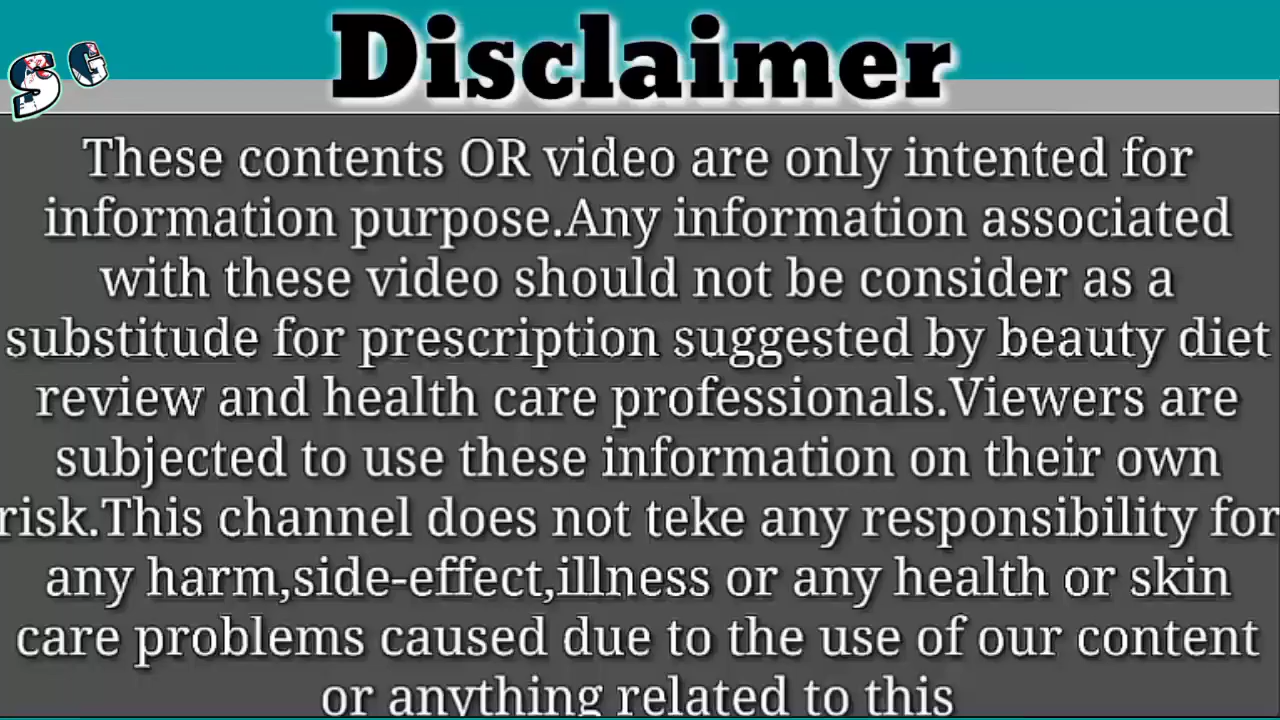 Disclaimer
S G
These contents OR video are only intented for
information purpose.Any information associated
with these video should not be consider as a
substitude for prescription suggested by beauty diet
review and health care professionals.Viewers are
subjected to use these information on their own
risk.This channel does not teke any responsibility for
any harm,side-effect,illness or any health or skin
care problems caused due to the use of our content
or anything related to this